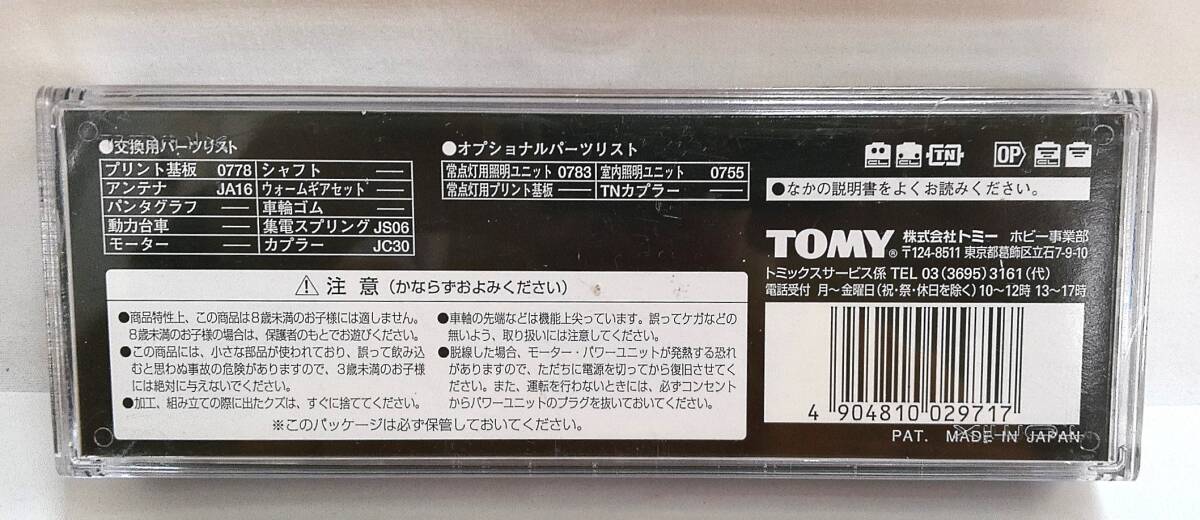 ●交換用パーツリスト
プリント基板 0778 シャフト ―
アンテナ JA16 ウォームギアセット ―
パンタグラフ ― 車輪ゴム ―
動力台車 ― 集電スプリング JS06
モーター ― カプラー JC30
●オプショナルパーツリスト
常点灯用照明ユニット 0783 室内照明ユニット 0755
常点灯用プリント基板 ― TNカプラー ―
TN OP
●なかの説明書をよくお読みください。
TOMY® 株式会社トミー ホビー事業部
〒124-8511 東京都葛飾区立石7-9-10
トミックスサービス係 TEL 03(3695)3161(代)
電話受付 月〜金曜日(祝・祭・休日を除く)10〜12時 13〜17時
⚠ 注意 (かならずおよみください)
●商品特性上、この商品は8歳未満のお子様には適しません。
8歳未満のお子様の場合は、保護者のもとでお遊びください。
●この商品には、小さな部品が使われており、誤って飲み込
むと思わぬ事故の危険がありますので、3歳未満のお子様
には絶対に与えないでください。
●加工、組み立ての際に出たクズは、すぐに捨ててください。
●車輪の先端などは機能上尖っています。誤ってケガなどの
無いよう、取り扱いには注意してください。
●脱線した場合、モーター・パワーユニットが発熱する恐れ
がありますので、ただちに電源を切ってから復旧させてく
ださい。また、運転を行わないときには、必ずコンセント
からパワーユニットのプラグを抜いておいてください。
※このパッケージは必ず保管しておいてください。
4 904810 029717
PAT. MADE IN JAPAN